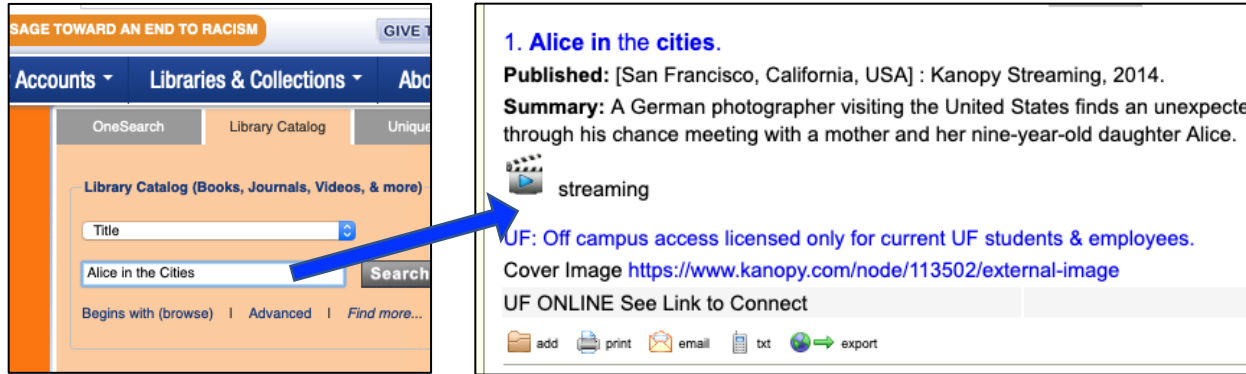 SAGE TOWARD AN END TO RACISM
GIVE T
Accounts
Libraries & Collections
Abo
OneSearch
Library Catalog
Unique
Library Catalog (Books, Journals, Videos, & more)
Title
Alice in the Cities
Search
Begins with (browse) | Advanced | Find more...
1. Alice in the cities.
Published: [San Francisco, California, USA] : Kanopy Streaming, 2014.
Summary: A German photographer visiting the United States finds an unexpecte
through his chance meeting with a mother and her nine-year-old daughter Alice.
streaming
UF: Off campus access licensed only for current UF students & employees.
Cover Image https://www.kanopy.com/node/113502/external-image
UF ONLINE See Link to Connect
add print email txt export